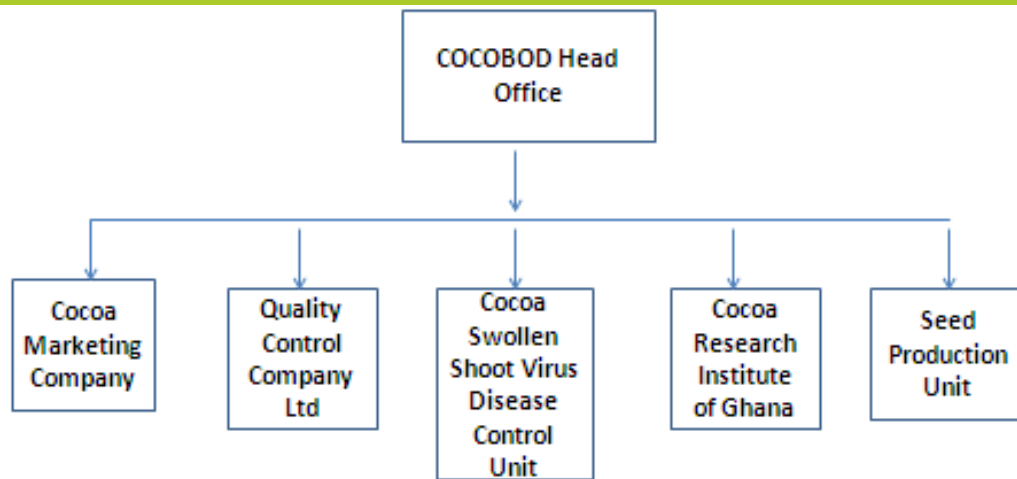 COCOBOD Head
Office
Cocoa
Marketing
Company
Quality
Control
Company
Ltd
Cocoa
Swollen
Shoot Virus
Disease
Control
Unit
Cocoa
Research
Institute
of Ghana
Seed
Production
Unit